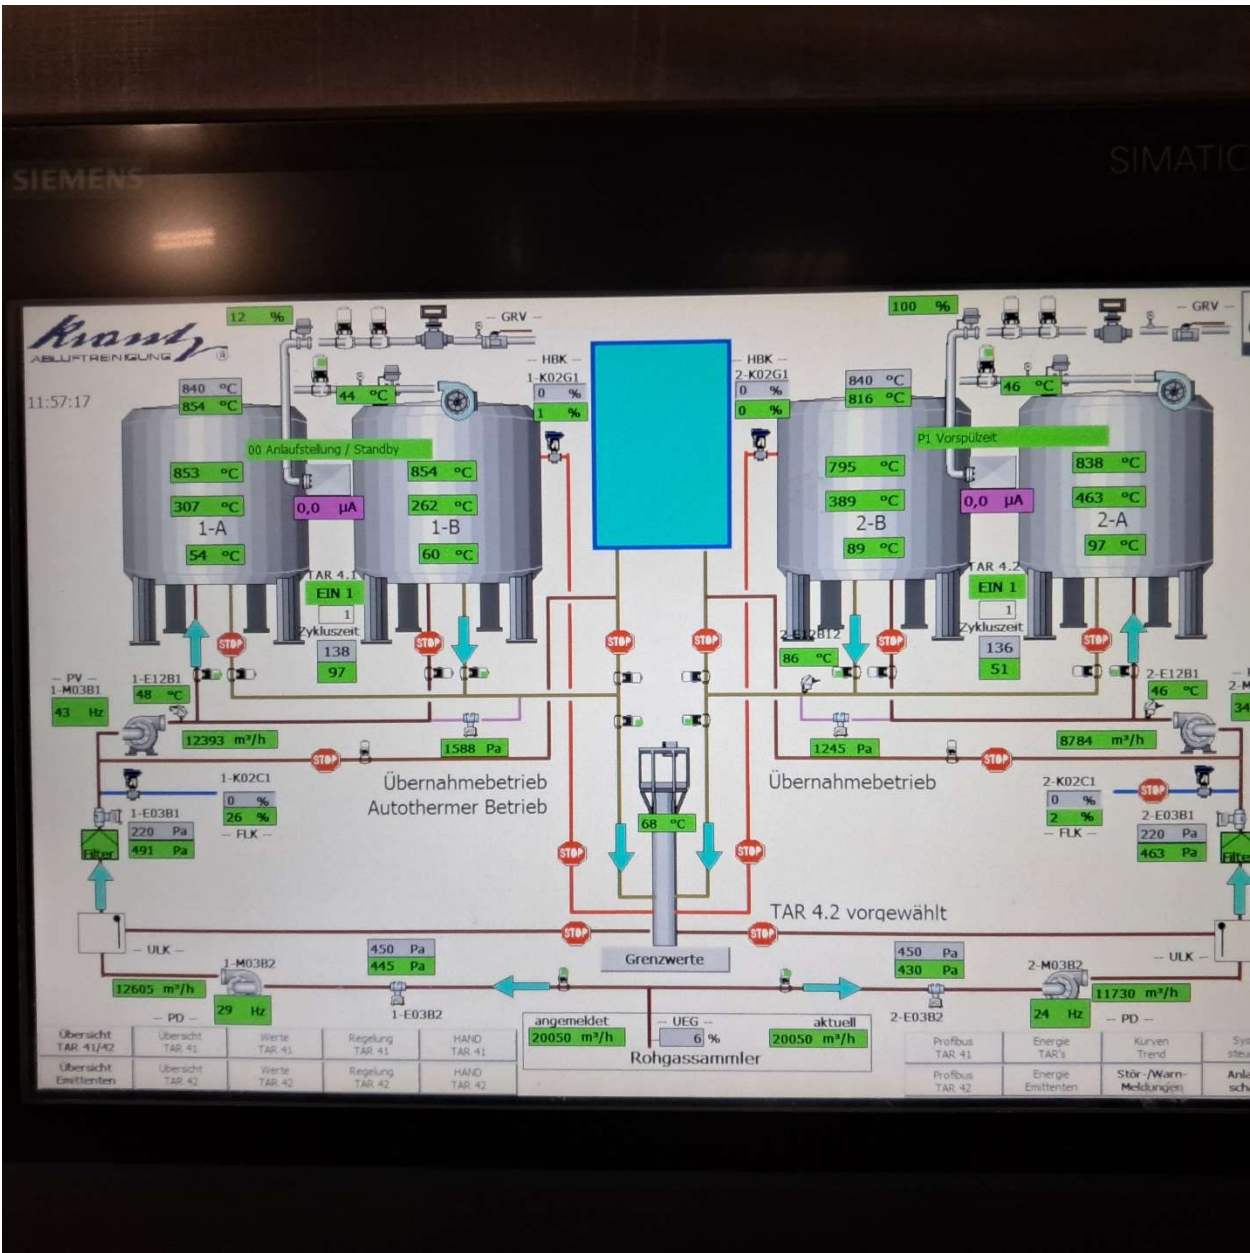 SIEMENS
SIMATIC
Krantz
ABLUFTREINIGUNG ®
11:57:17
12 %
- GRV -
100 %
- GRV -
- HBK -
1-K02G1
0 %
1 %
- HBK -
2-K02G1
0 %
0 %
840 °C
854 °C
44 °C
840 °C
816 °C
46 °C
00 Anlaufstellung / Standby
P1 Vorspülzeit
853 °C
854 °C
795 °C
838 °C
307 °C
0,0 µA
262 °C
389 °C
0,0 µA
463 °C
1-A
1-B
2-B
2-A
54 °C
60 °C
89 °C
97 °C
TAR 4.1
EIN 1
1
Zykluszeit
138
97
TAR 4.2
EIN 1
1
Zykluszeit
136
51
STOP
STOP
STOP
STOP
STOP
2-E12B12
86 °C
- PV -
1-M03B1
43 Hz
1-E12B1
48 °C
2-E12B1
46 °C
34
12393 m³/h
1588 Pa
1245 Pa
8784 m³/h
STOP
STOP
Übernahmebetrieb
Autothermer Betrieb
Übernahmebetrieb
1-K02C1
0 %
26 %
- FLK -
2-K02C1
0 %
2 %
- FLK -
STOP
1-E03B1
220 Pa
491 Pa
Filter
2-E03B1
220 Pa
463 Pa
Filter
68 °C
STOP
STOP
TAR 4.2 vorgewählt
STOP
STOP
- ULK -
- ULK -
Grenzwerte
450 Pa
445 Pa
450 Pa
430 Pa
1-M03B2
2-M03B2
12605 m³/h
29 Hz
- PD -
1-E03B2
2-E03B2
24 Hz
11730 m³/h
- PD -
angemeldet
20050 m³/h
- UEG -
6 %
aktuell
20050 m³/h
Rohgassammler
Übersicht
TAR 41/42
Übersicht
TAR 41
Werte
TAR 41
Regelung
TAR 41
HAND
TAR 41
Profibus
TAR 41
Energie
TAR's
Kurven
Trend
Übersicht
Emittenten
Übersicht
TAR 42
Werte
TAR 42
Regelung
TAR 42
HAND
TAR 42
Profibus
TAR 42
Energie
Emittenten
Stör-/Warn-
Meldungen